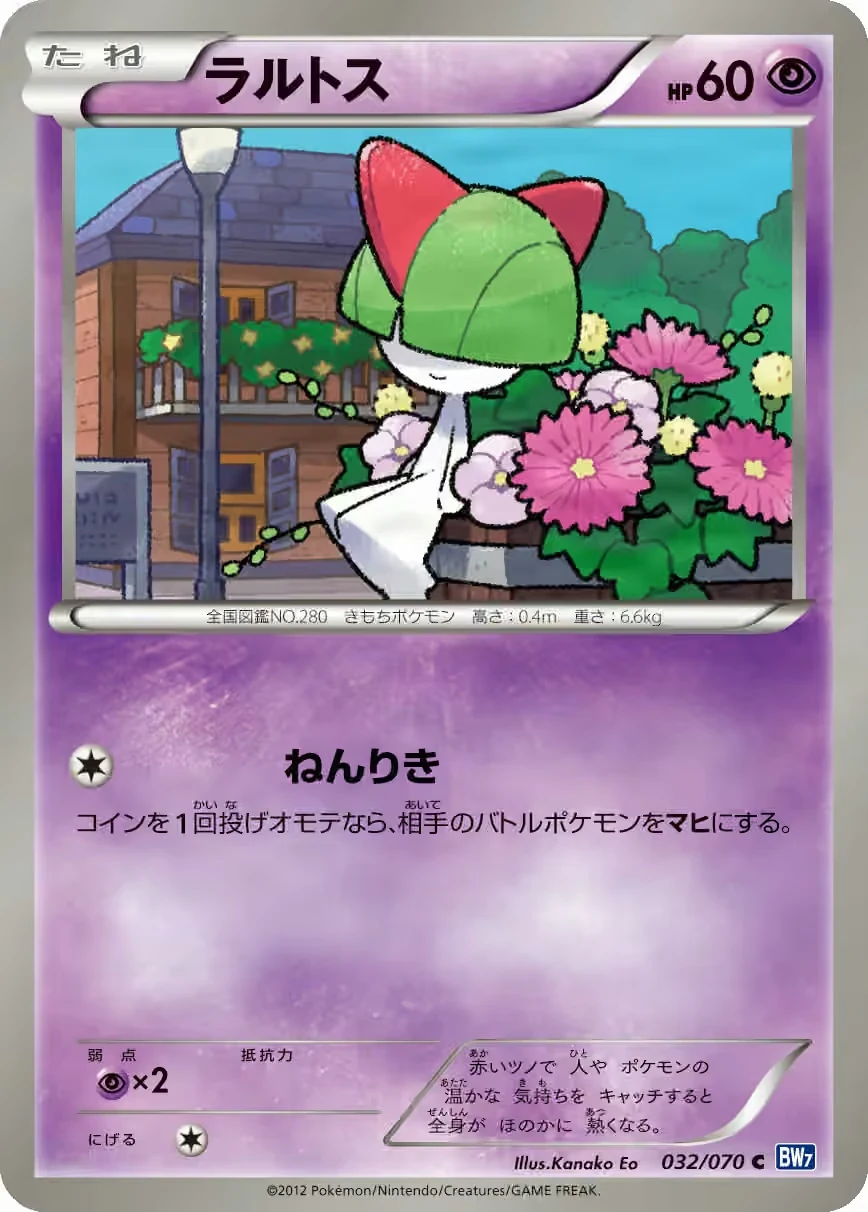 たね ラルトス HP60
全国図鑑NO.280 きもちポケモン 高さ:0.4m 重さ:6.6kg
ねんりき
コインを1回投げオモテなら、相手のバトルポケモンをマヒにする。
弱点 抵抗力
×2
にげる
赤いツノで 人や ポケモンの
温かな 気持ちを キャッチすると
全身が ほのかに 熱くなる。
Illus.Kanako Eo 032/070 C BW7
©2012 Pokémon/Nintendo/Creatures/GAME FREAK.